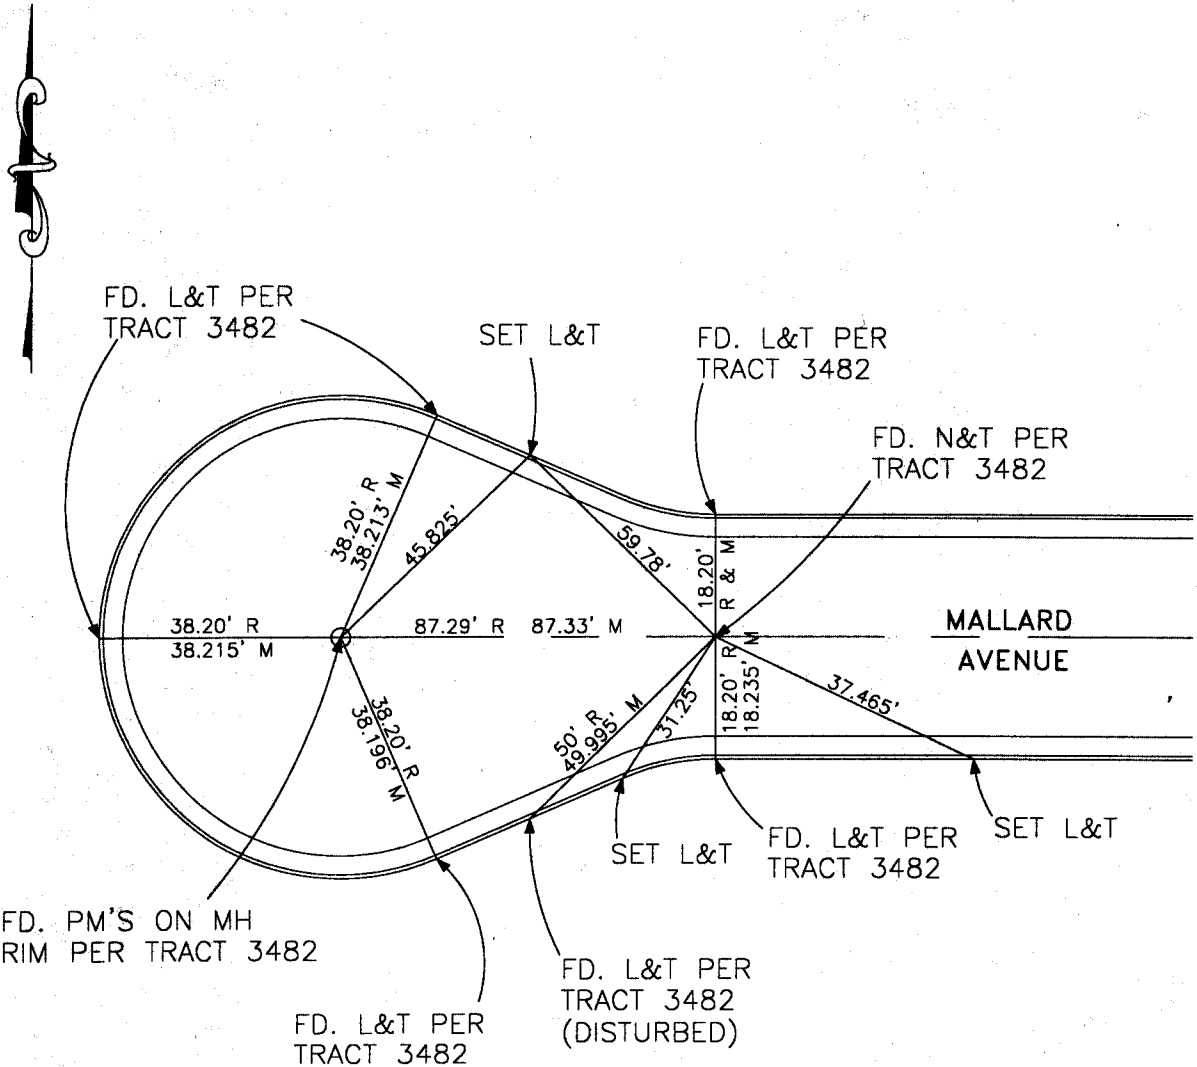 FD. L&T PER
TRACT 3482
SET L&T
FD. L&T PER
TRACT 3482
FD. N&T PER
TRACT 3482
38.20' R
38.213' M
45.825'
59.78'
18.20'
R & M
38.20' R
38.215' M
87.29' R 87.33' M
MALLARD
AVENUE
38.20' R
38.196' M
50' R
49.995' M
31.25'
18.20' R
18.235' M
37.465'
SET L&T
FD. L&T PER
TRACT 3482
SET L&T
FD. PM'S ON MH
RIM PER TRACT 3482
FD. L&T PER
TRACT 3482
(DISTURBED)
FD. L&T PER
TRACT 3482